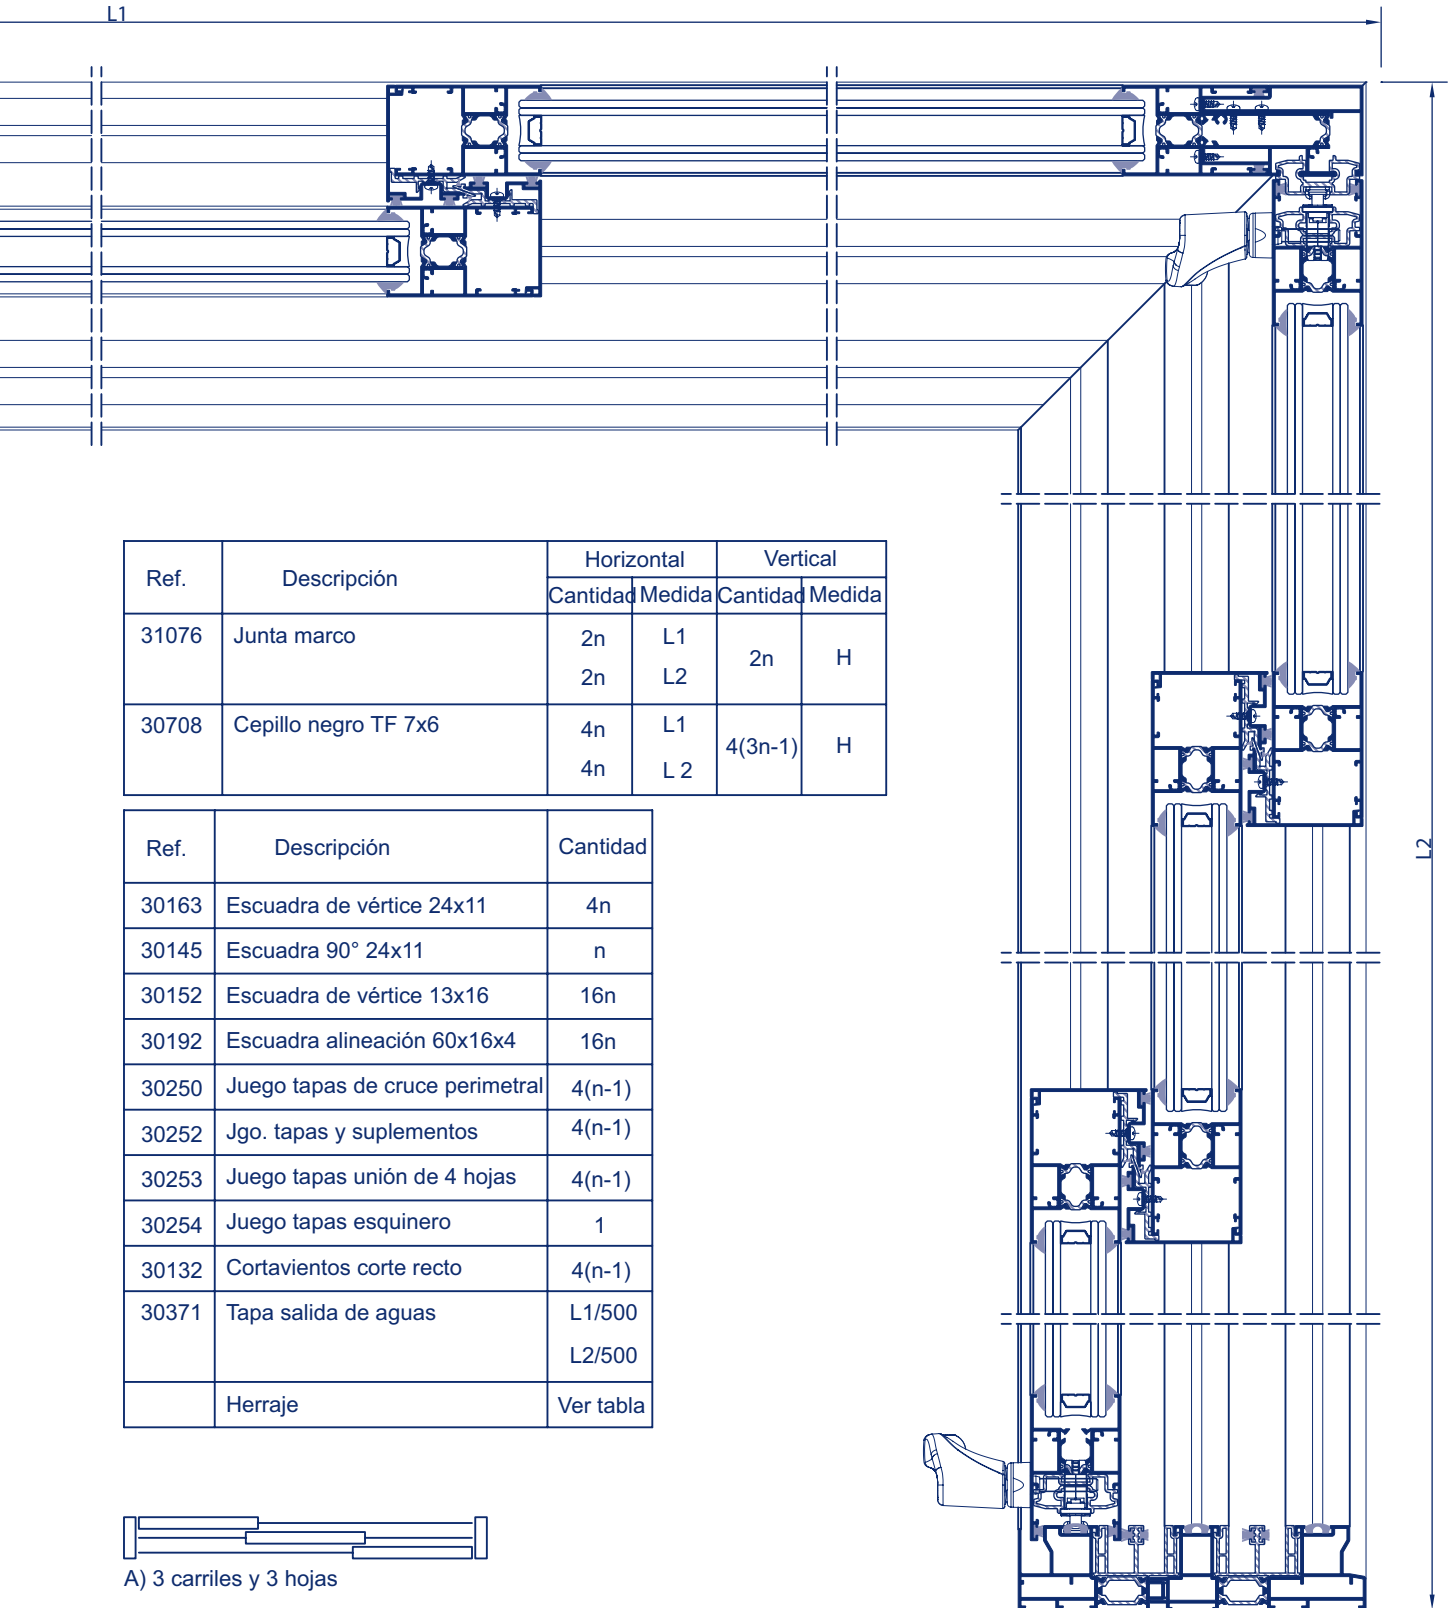 L1
Ref. Descripción Horizontal Vertical
Cantidad Medida Cantidad Medida
31076 Junta marco 2n L1 2n H
2n L2
30708 Cepillo negro TF 7x6 4n L1 4(3n-1) H
4n L 2
Ref. Descripción Cantidad
30163 Escuadra de vértice 24x11 4n
30145 Escuadra 90° 24x11 n
30152 Escuadra de vértice 13x16 16n
30192 Escuadra alineación 60x16x4 16n
30250 Juego tapas de cruce perimetral 4(n-1)
30252 Jgo. tapas y suplementos 4(n-1)
30253 Juego tapas unión de 4 hojas 4(n-1)
30254 Juego tapas esquinero 1
30132 Cortavientos corte recto 4(n-1)
30371 Tapa salida de aguas L1/500
L2/500
Herraje Ver tabla
L2
A) 3 carriles y 3 hojas